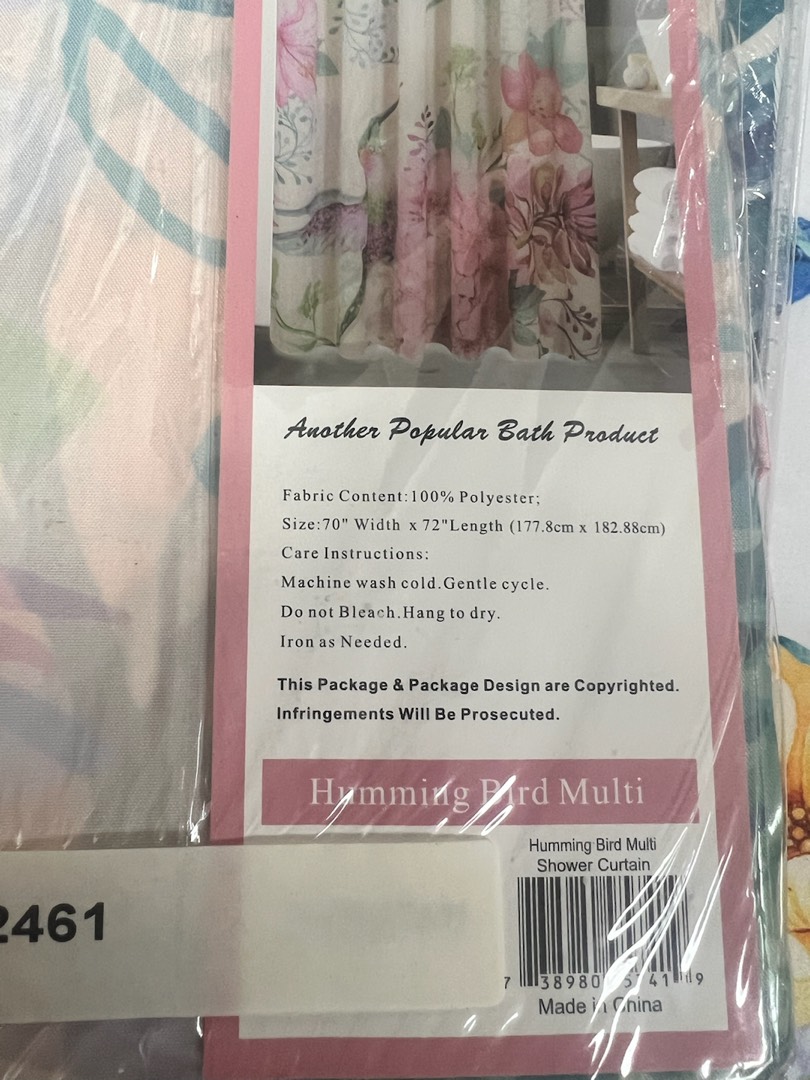 Another Popular Bath Product
Fabric Content:100% Polyester;
Size:70" Width x 72"Length (177.8cm x 182.88cm)
Care Instructions:
Machine wash cold.Gentle cycle.
Do not Bleach.Hang to dry.
Iron as Needed.
This Package & Package Design are Copyrighted.
Infringements Will Be Prosecuted.
Humming Bird Multi
Humming Bird Multi
Shower Curtain
2461
Made in China